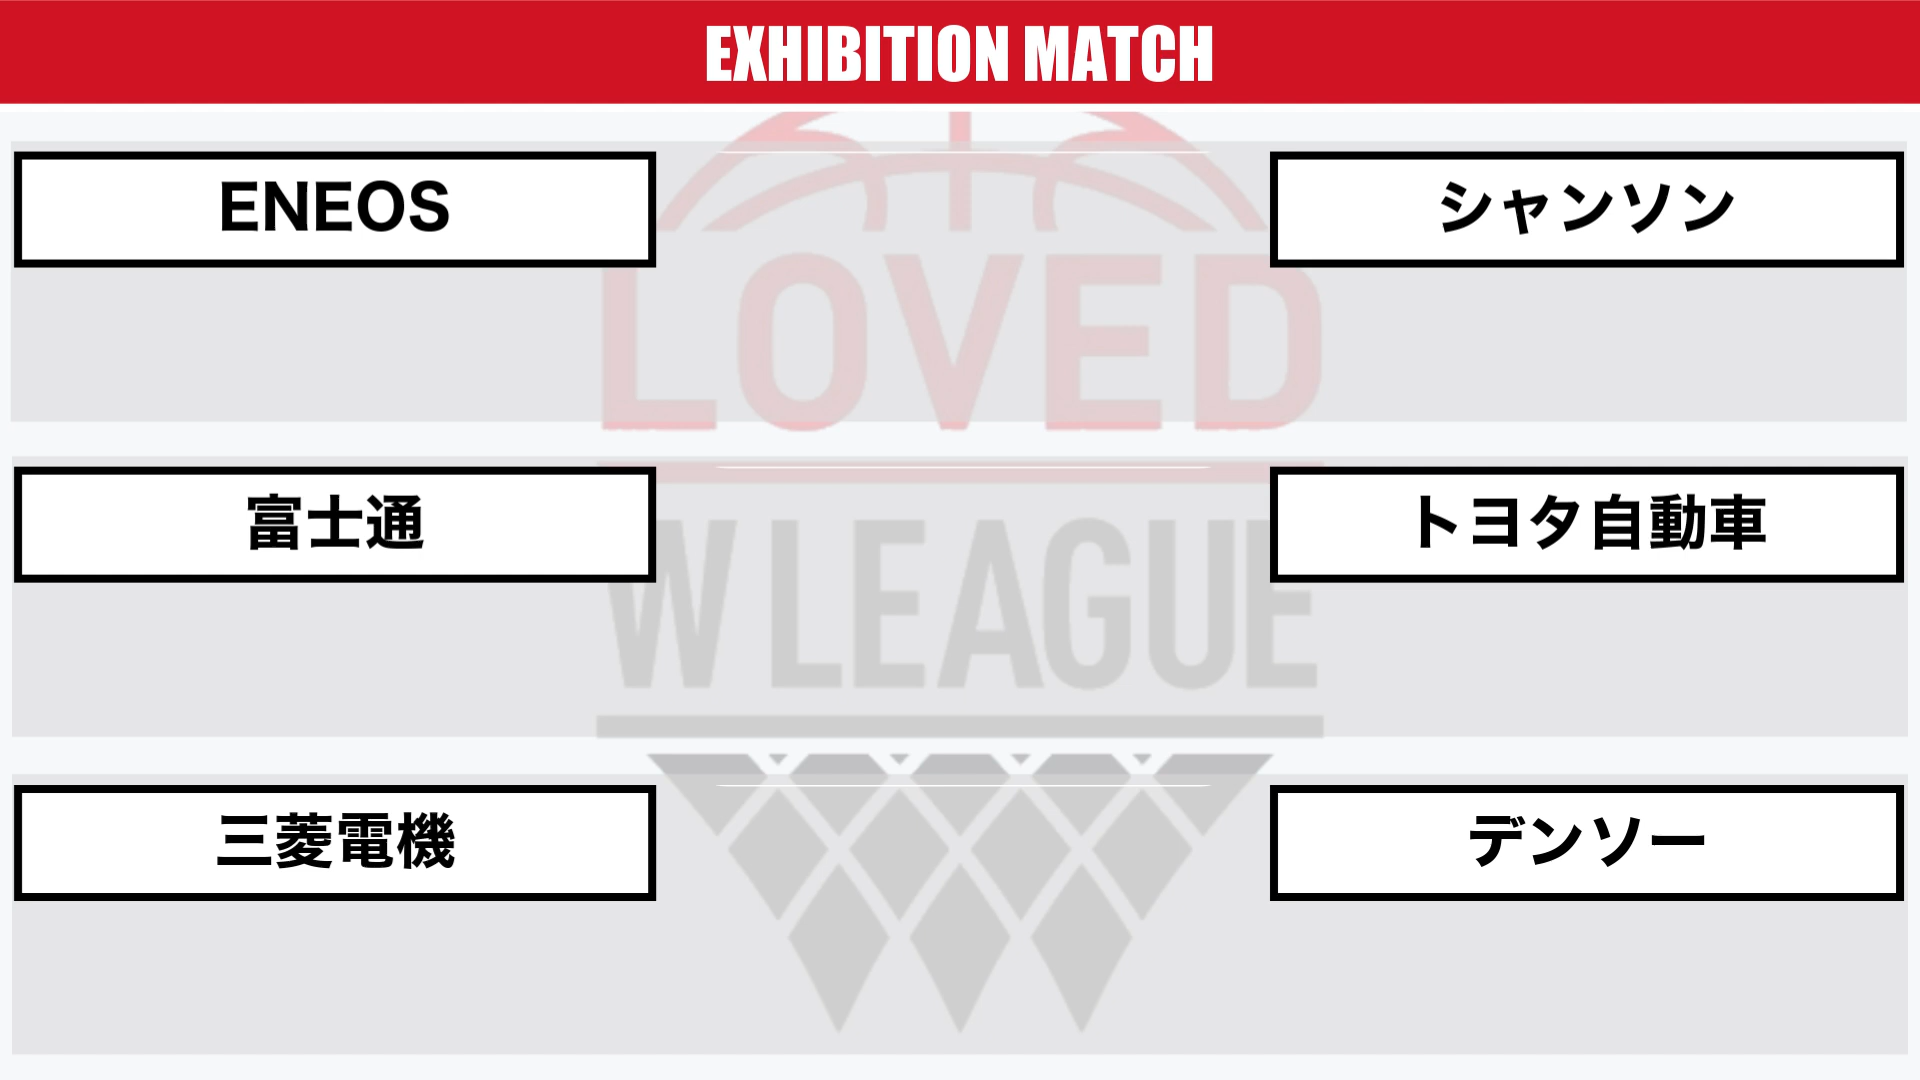 EXHIBITION MATCH
ENEOS
シャンソン
LOVED
富士通
トヨタ自動車
W LEAGUE
三菱電機
デンソー